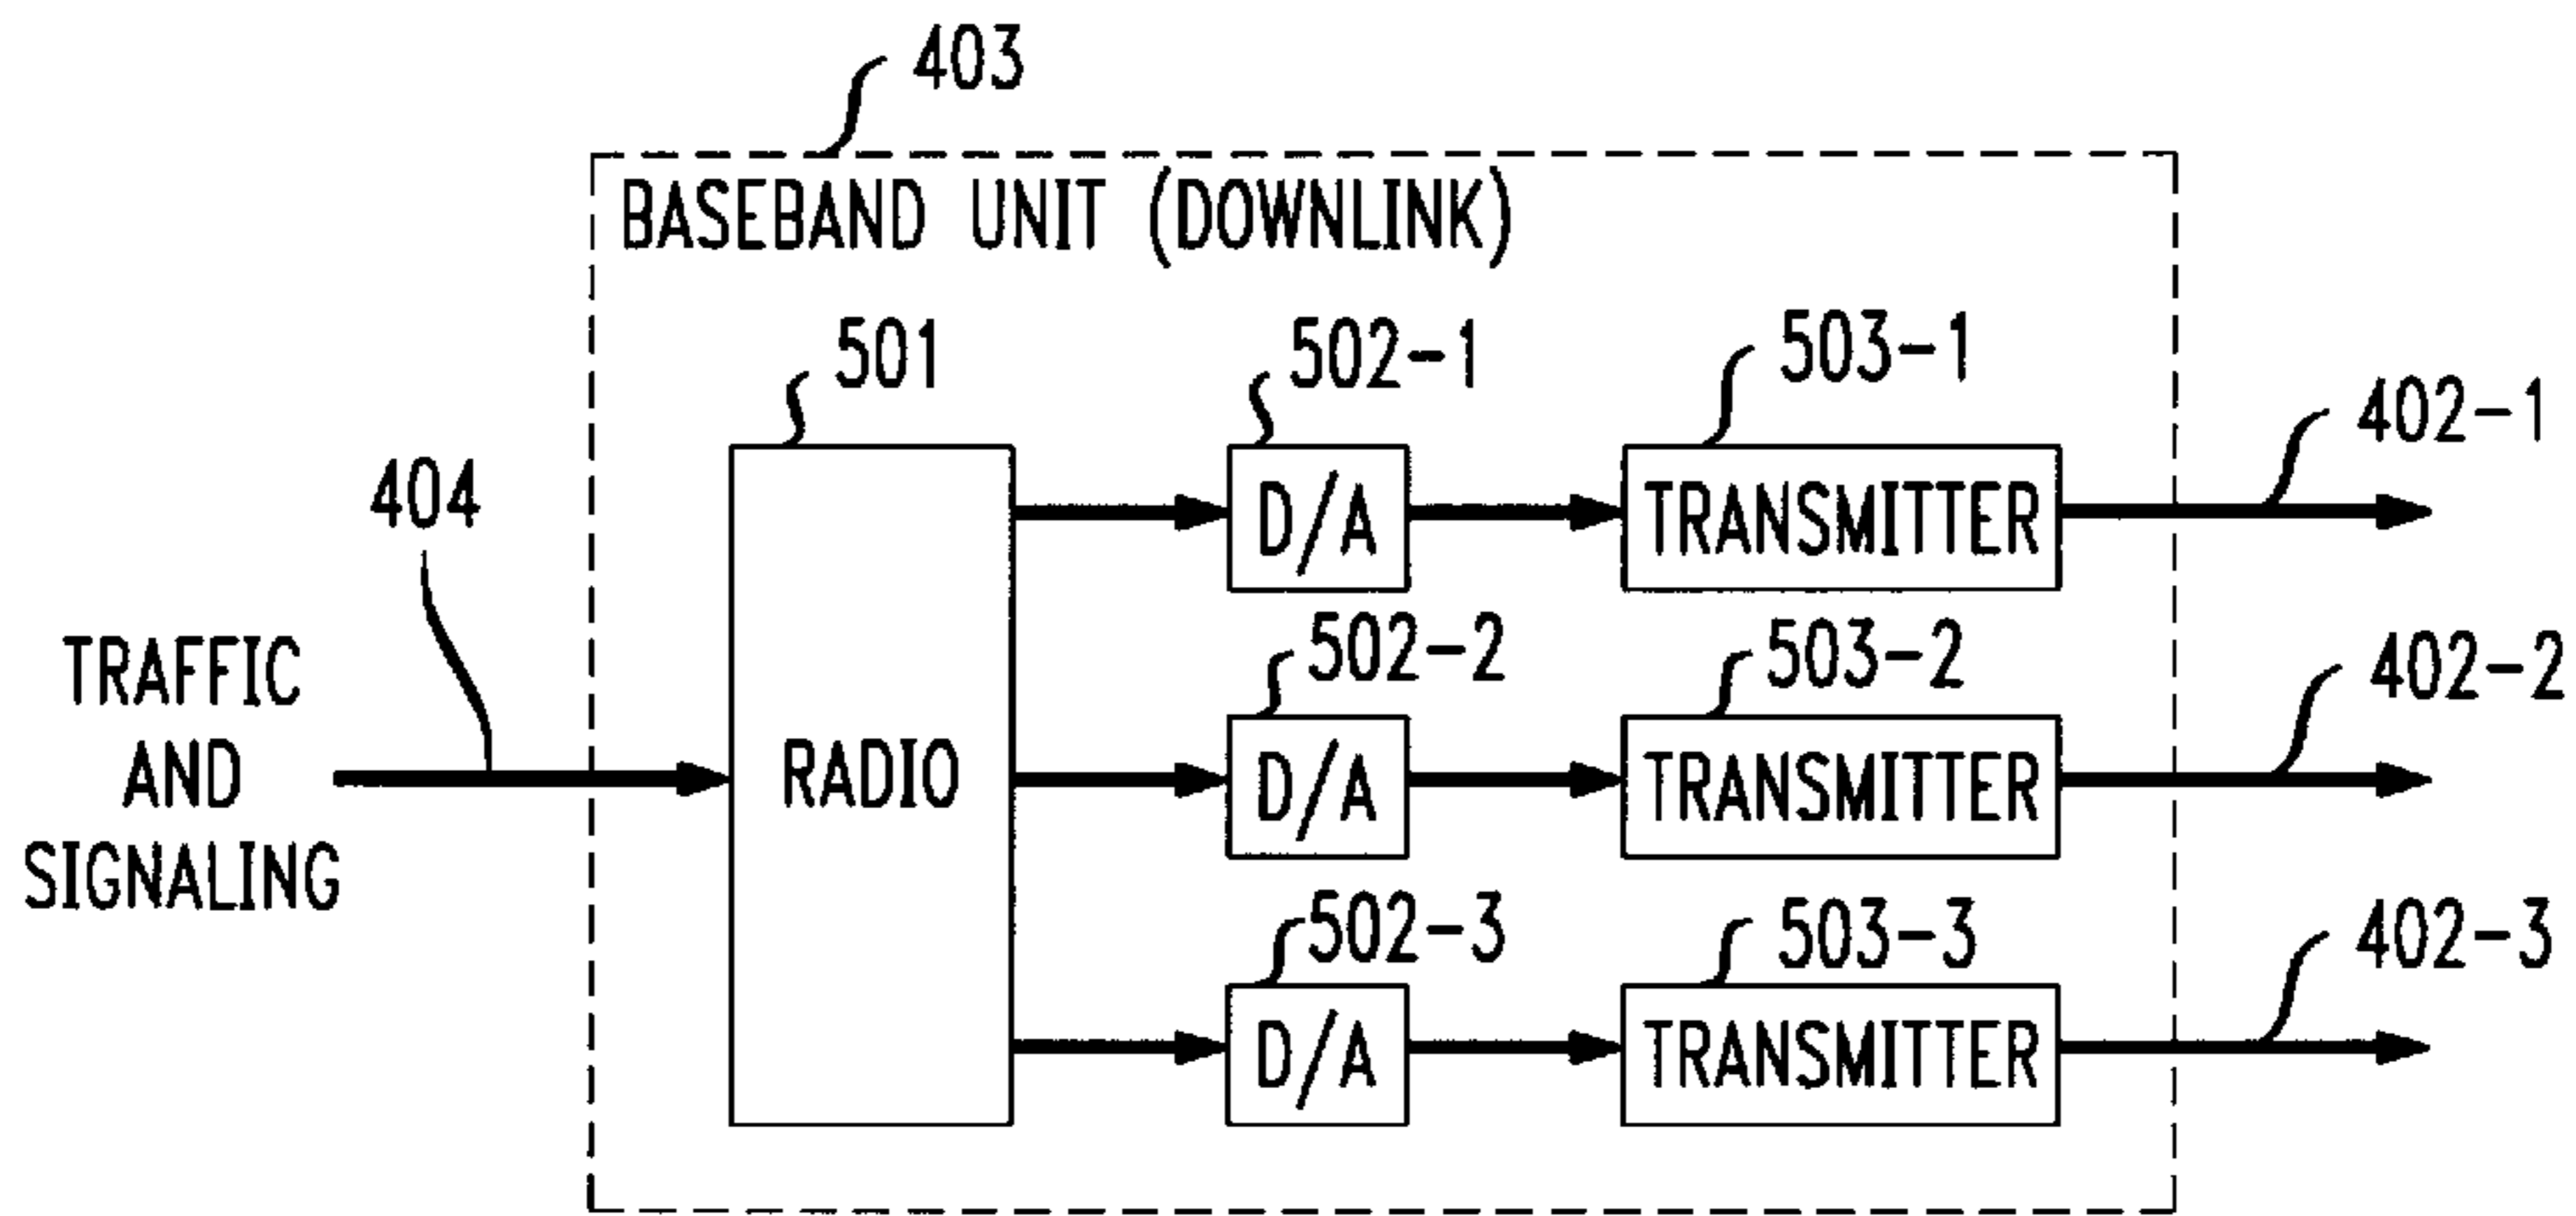 403
BASEBAND UNIT (DOWNLINK)
501
502-1
503-1
402-1
404
D/A
TRANSMITTER
502-2
503-2
402-2
TRAFFIC
AND
SIGNALING
RADIO
D/A
TRANSMITTER
502-3
503-3
402-3
D/A
TRANSMITTER